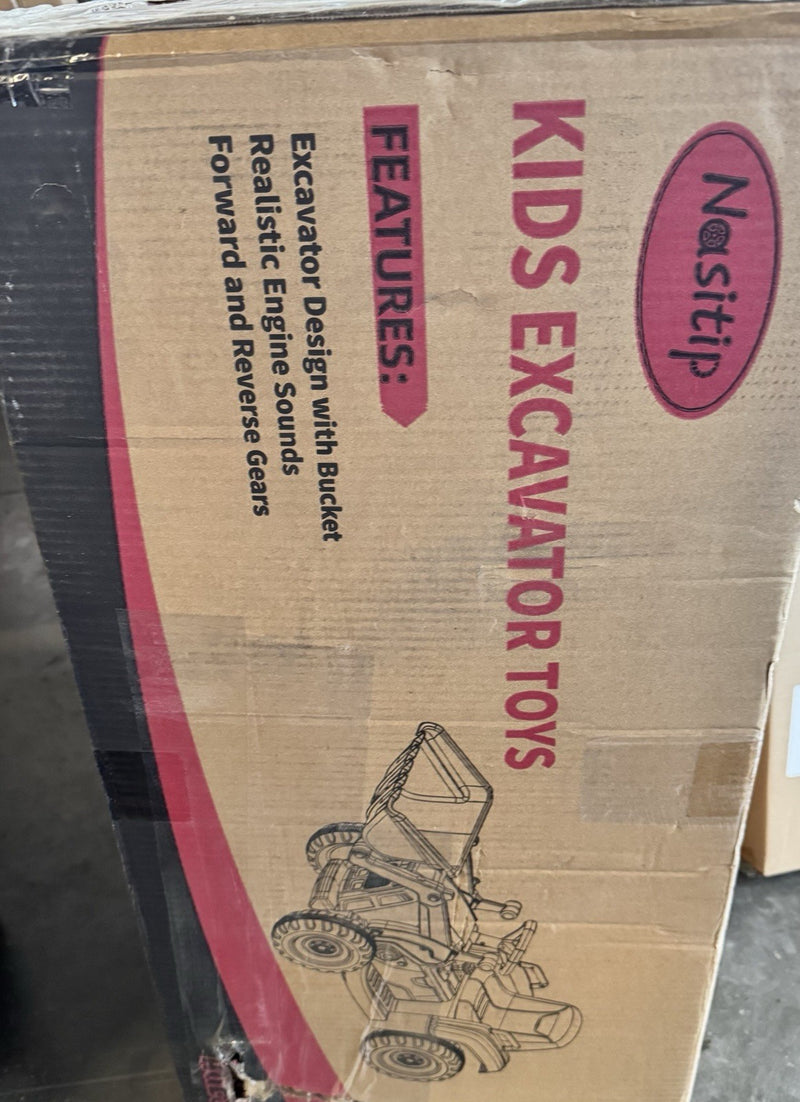 Nasitip
KIDS EXCAVATOR TOYS
FEATURES:
Excavator Design with Bucket
Realistic Engine Sounds
Forward and Reverse Gears